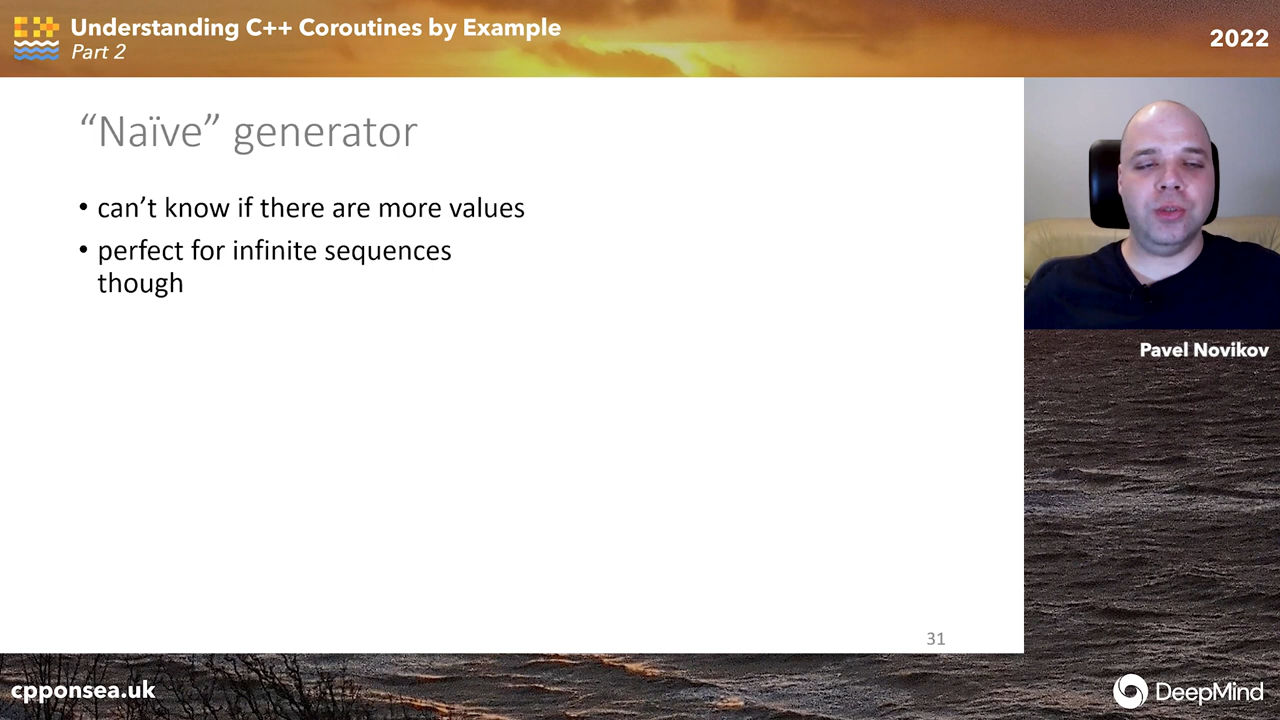 Understanding C++ Coroutines by Example
Part 2
2022
“Naïve” generator
• can’t know if there are more values
• perfect for infinite sequences
though
Pavel Novikov
31
cpponsea.uk
DeepMind